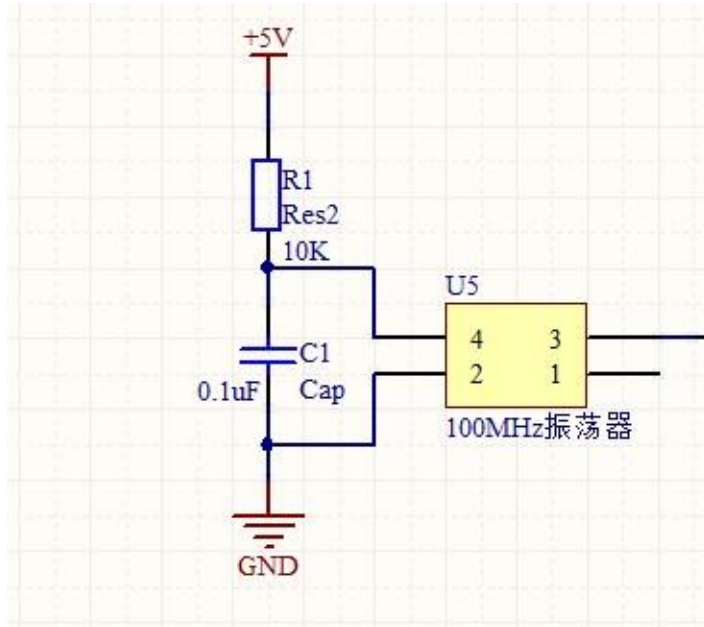 +5V
R1
Res2
10K
U5
4
3
2
1
C1
0.1uF
Cap
100MHz振荡器
GND